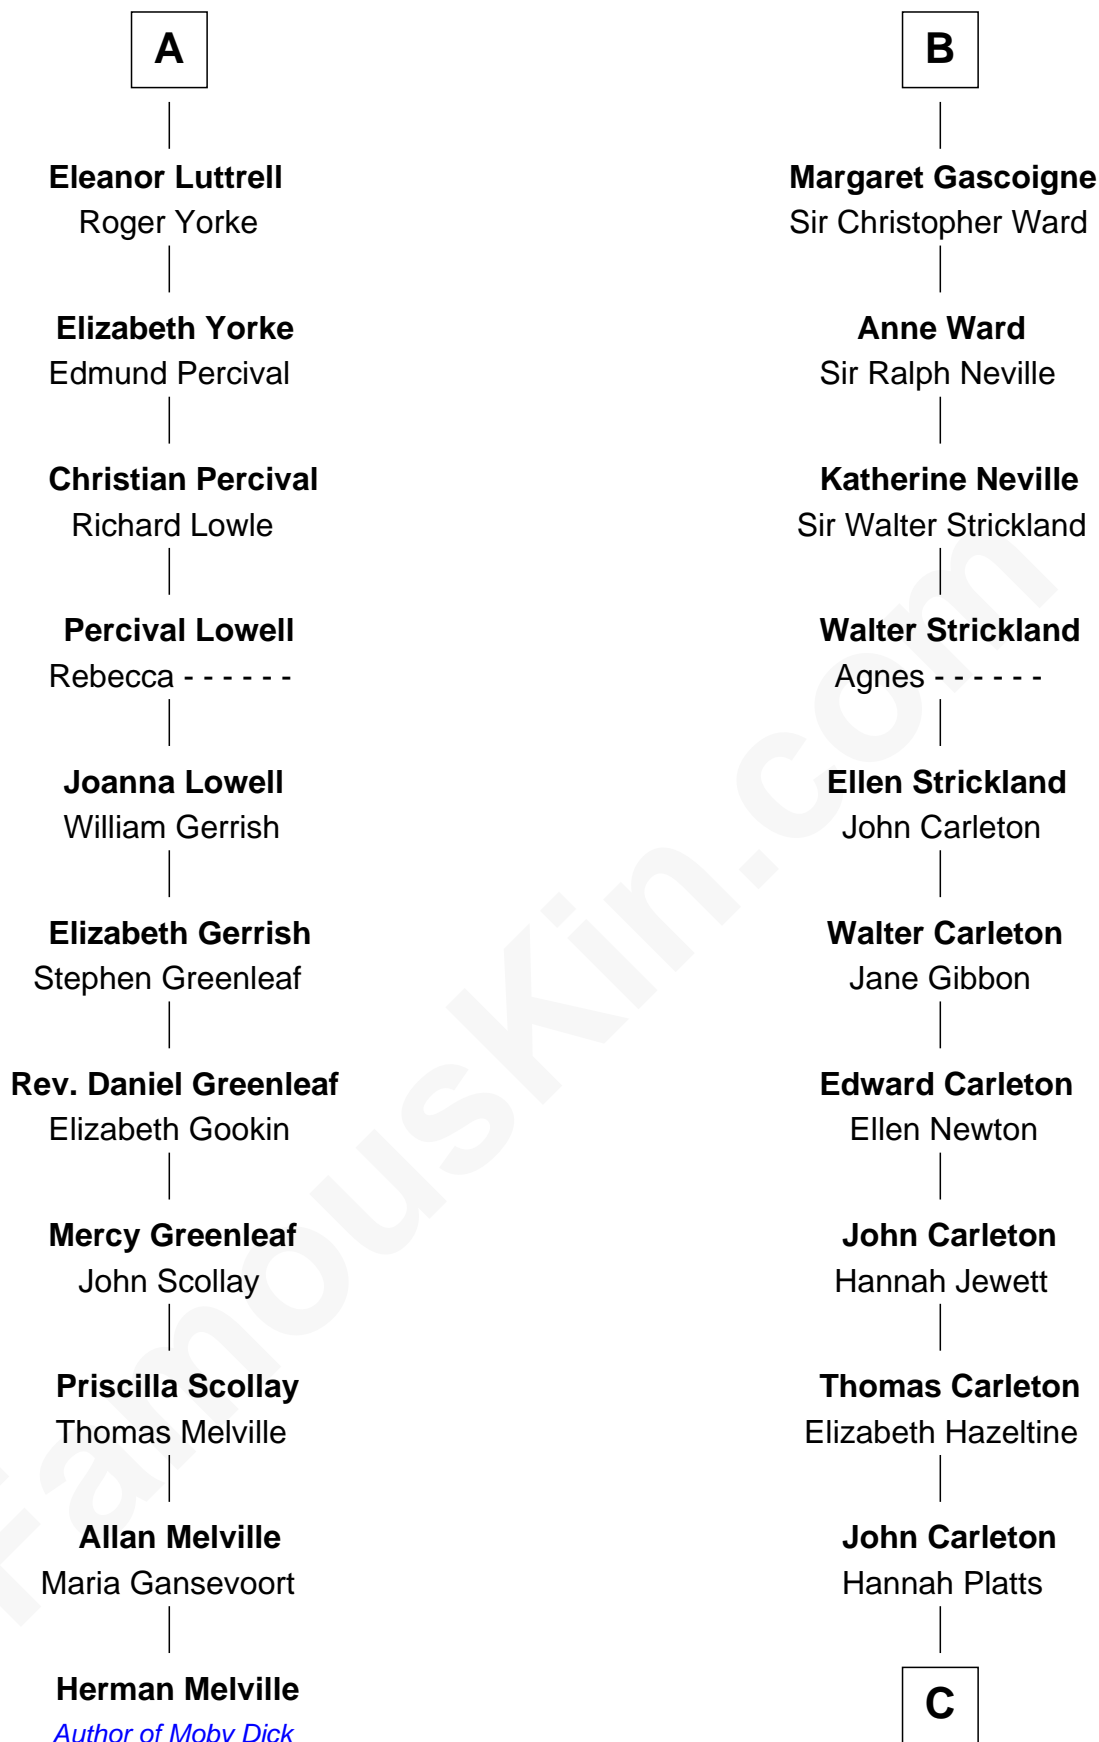 A
Eleanor Luttrell
Roger Yorke
Elizabeth Yorke
Edmund Percival
Christian Percival
Richard Lowle
Percival Lowell
Rebecca - - - - - -
Joanna Lowell
William Gerrish
Elizabeth Gerrish
Stephen Greenleaf
Rev. Daniel Greenleaf
Elizabeth Gookin
Mercy Greenleaf
John Scollay
Priscilla Scollay
Thomas Melville
Allan Melville
Maria Gansevoort
Herman Melville
Author of Moby Dick
B
Margaret Gascoigne
Sir Christopher Ward
Anne Ward
Sir Ralph Neville
Katherine Neville
Sir Walter Strickland
Walter Strickland
Agnes - - - - - -
Ellen Strickland
John Carleton
Walter Carleton
Jane Gibbon
Edward Carleton
Ellen Newton
John Carleton
Hannah Jewett
Thomas Carleton
Elizabeth Hazeltine
John Carleton
Hannah Platts
C
FamousKin.com